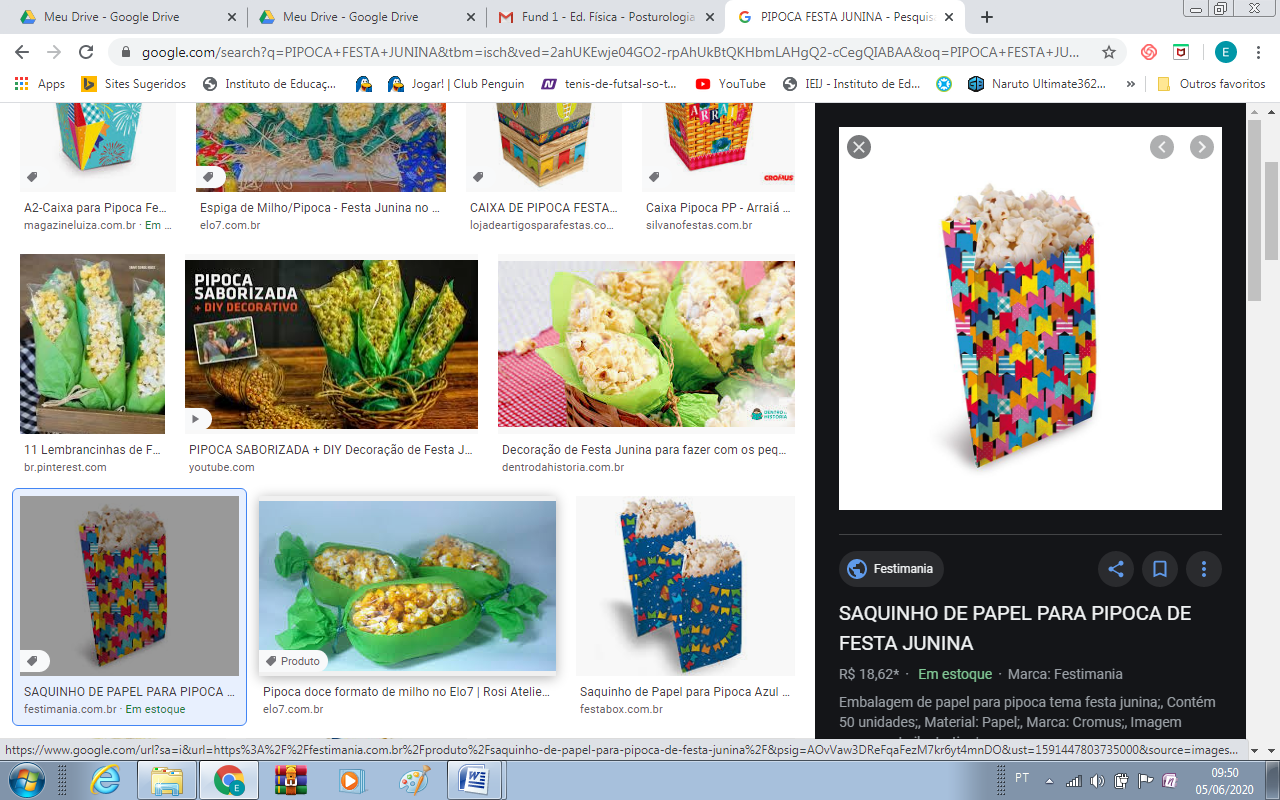 Meu Drive - Google Drive
Meu Drive - Google Drive
Fund 1 - Ed. Física - Posturologia
PIPOCA FESTA JUNINA - Pesquis
google.com/search?q=PIPOCA+FESTA+JUNINA&tbm=isch&ved=2ahUKEwje04GO2-rpAhUkBtQKHbmLAHgQ2-cCegQIABAA&oq=PIPOCA+FESTA+JU...
E
Apps
Sites Sugeridos
Instituto de Educaç...
Jogar! | Club Penguin
tenis-de-futsal-so-t...
YouTube
IEIJ - Instituto de Ed...
Naruto Ultimate362...
»
Outros favoritos
ARRAI
CROMUS
A2-Caixa para Pipoca Fe...
magazineluiza.com.br · Em ...
Espiga de Milho/Pipoca - Festa Junina no ...
elo7.com.br
CAIXA DE PIPOCA FESTA...
lojadeartigosparafestas.co...
Caixa Pipoca PP - Arraiá ...
silvanofestas.com.br
PIPOCA
SABORIZADA
+ DIY DECORATIVO
DENTRO DA
HISTÓRIA
11 Lembrancinhas de F...
br.pinterest.com
PIPOCA SABORIZADA + DIY Decoração de Festa J...
youtube.com
Decoração de Festa Junina para fazer com os peq...
dentrodahistoria.com.br
Produto
SAQUINHO DE PAPEL PARA PIPOCA ...
festimania.com.br · Em estoque
Pipoca doce formato de milho no Elo7 | Rosi Atelie...
elo7.com.br
Saquinho de Papel para Pipoca Azul ...
festabox.com.br
Festimania
SAQUINHO DE PAPEL PARA PIPOCA DE
FESTA JUNINA
R$ 18,62* · Em estoque · Marca: Festimania
Embalagem de papel para pipoca tema festa junina;, Contém
50 unidades;, Material: Papel;, Marca: Cromus;, Imagem
https://www.google.com/url?sa=i&url=https%3A%2F%2Ffestimania.com.br%2Fproduto%2Fsaquinho-de-papel-para-pipoca-de-festa-junina%2F&psig=AOvVaw3DReFqaFezM7kr6yt4mnDO&ust=1591447803735000&source=images...
PT
09:50
05/06/2020